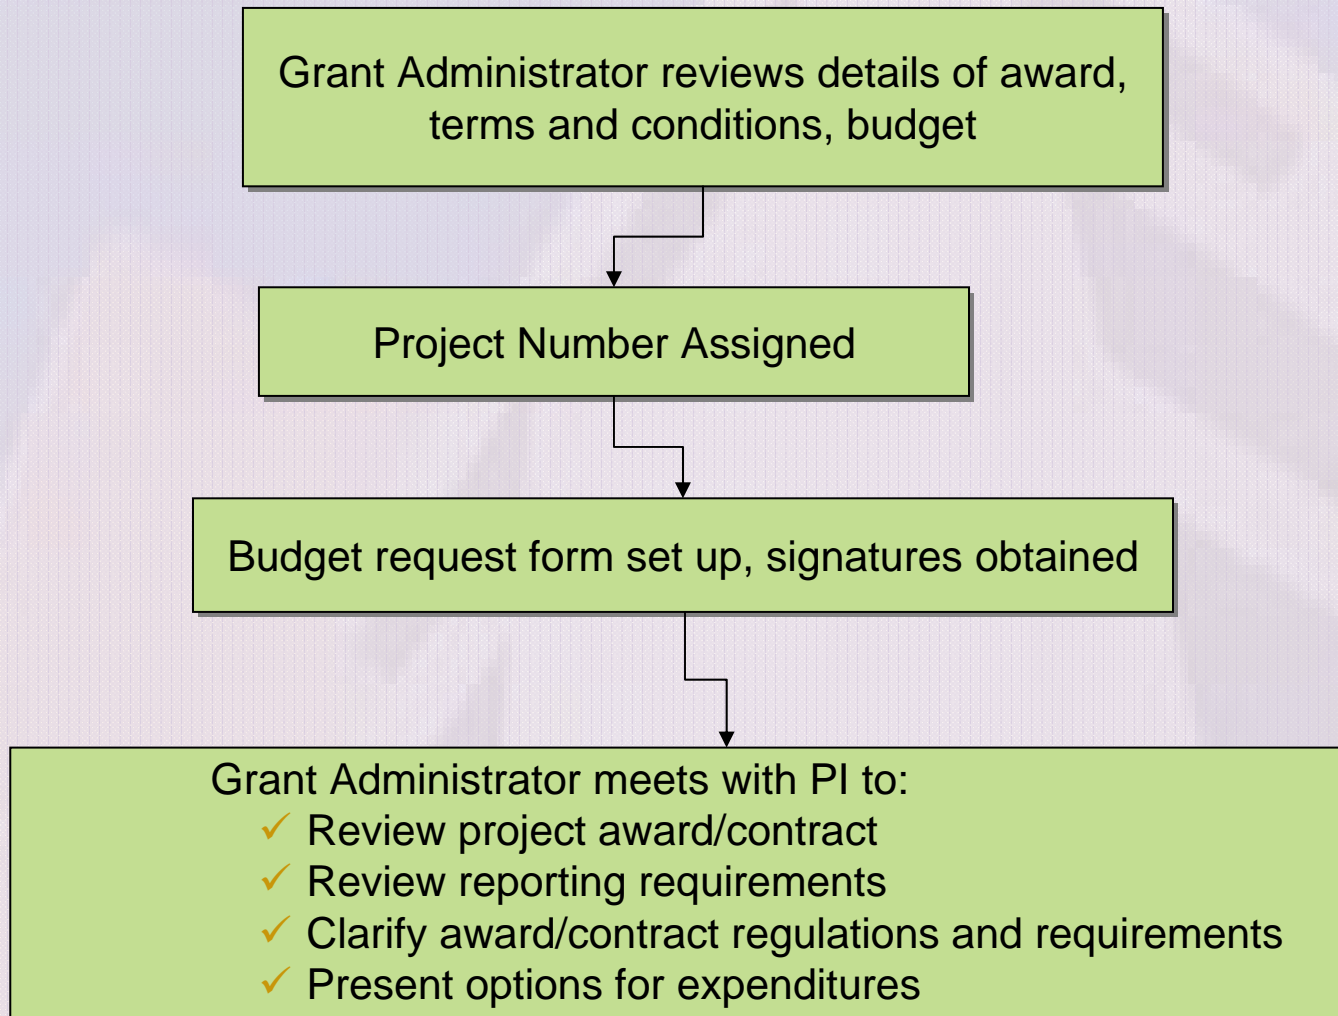 Grant Administrator reviews details of award,
terms and conditions, budget
Project Number Assigned
Budget request form set up, signatures obtained
Grant Administrator meets with PI to:
✓ Review project award/contract
✓ Review reporting requirements
✓ Clarify award/contract regulations and requirements
✓ Present options for expenditures